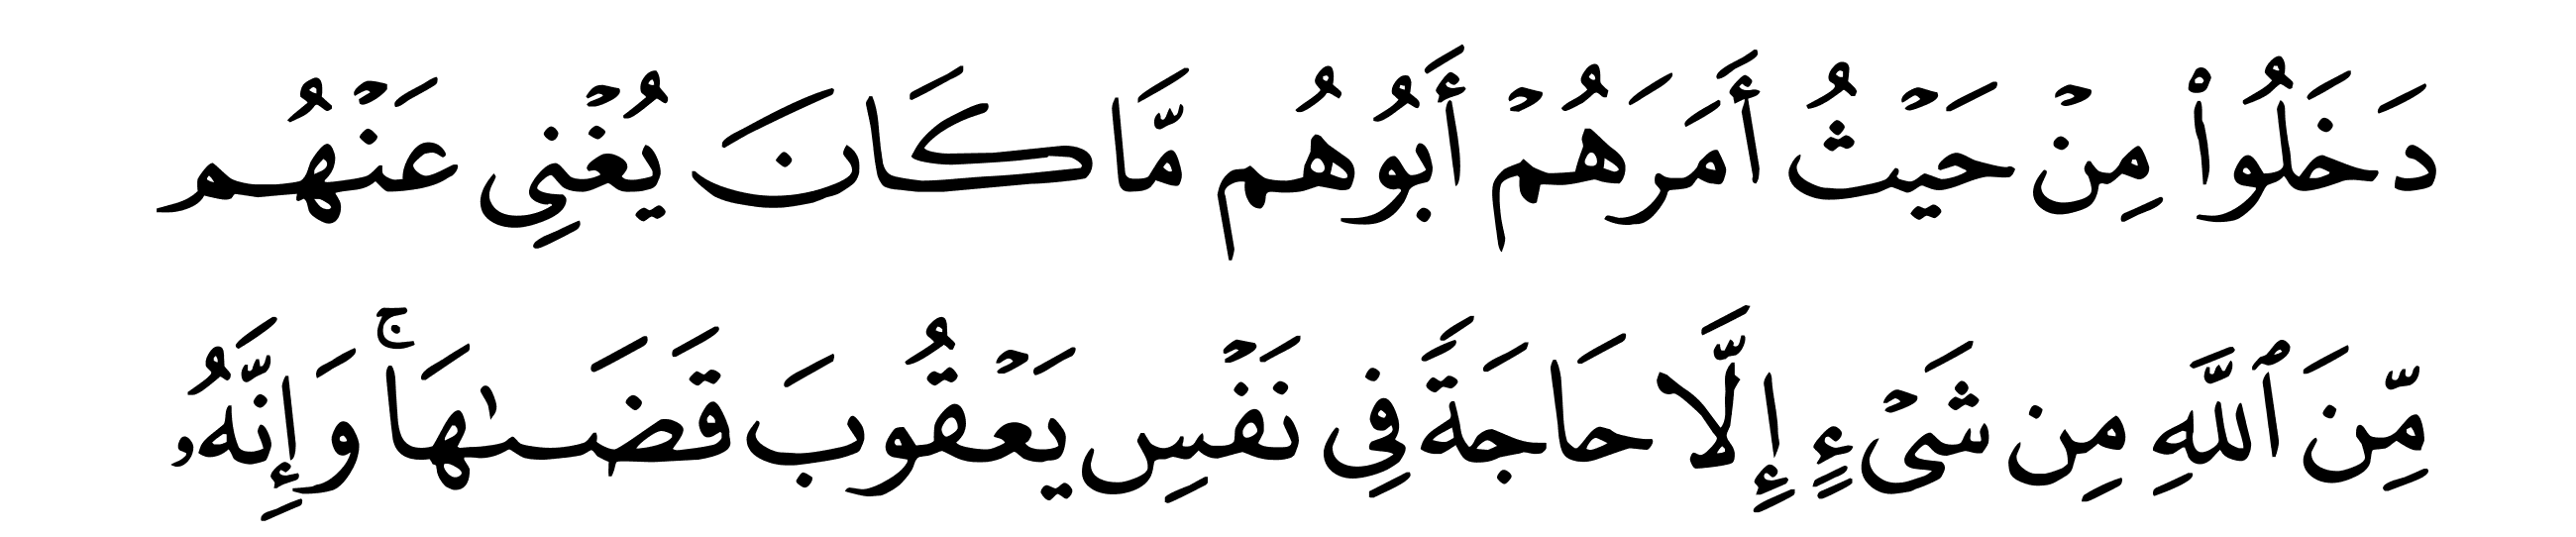 دَخَلُوا۟ مِنْ حَيْثُ أَمَرَهُمْ أَبُوهُم مَّا كَانَ يُغْنِى عَنْهُم
مِّنَ ٱللَّهِ مِن شَىْءٍ إِلَّا حَاجَةً فِى نَفْسِ يَعْقُوبَ قَضَىٰهَا ۚ وَإِنَّهُۥ